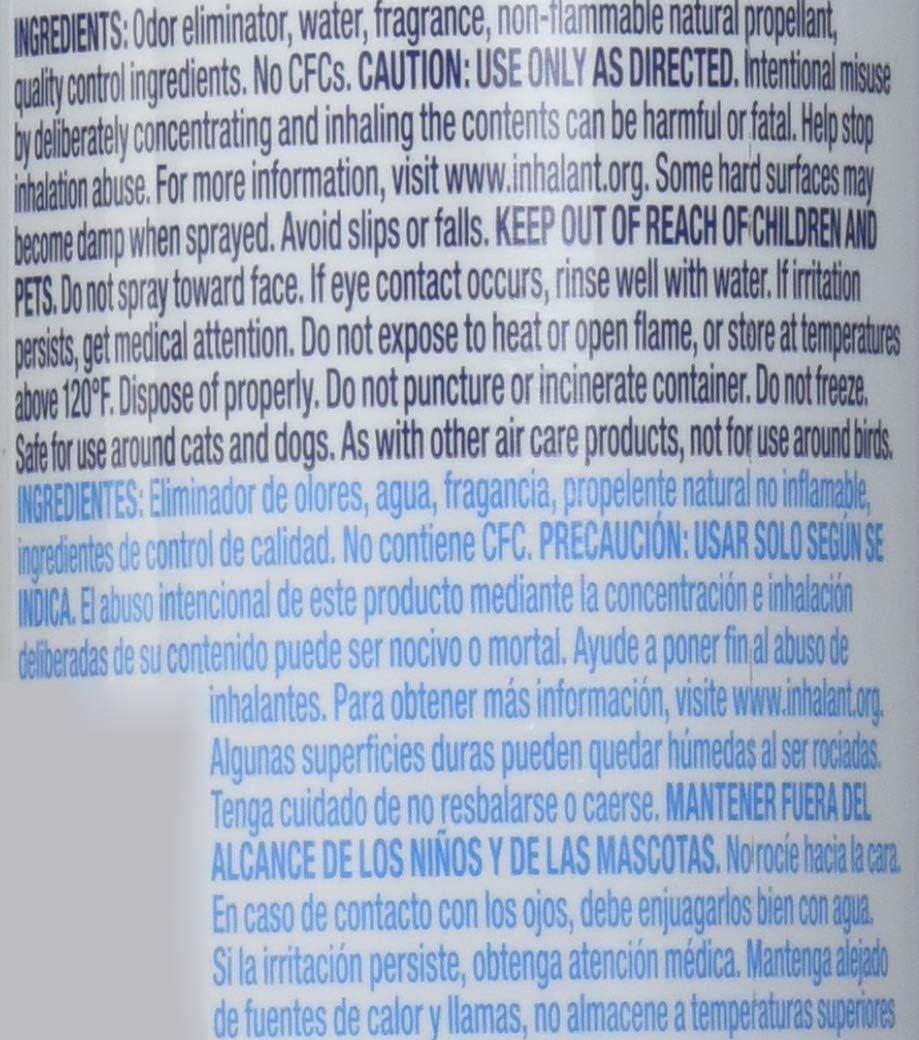 INGREDIENTS: Odor eliminator, water, fragrance, non-flammable natural propellant,
quality control ingredients. No CFCs. CAUTION: USE ONLY AS DIRECTED. Intentional misuse
by deliberately concentrating and inhaling the contents can be harmful or fatal. Help stop
inhalation abuse. For more information, visit www.inhalant.org. Some hard surfaces may
become damp when sprayed. Avoid slips or falls. KEEP OUT OF REACH OF CHILDREN AND
PETS. Do not spray toward face. If eye contact occurs, rinse well with water. If irritation
persists, get medical attention. Do not expose to heat or open flame, or store at temperatures
above 120°F. Dispose of properly. Do not puncture or incinerate container. Do not freeze.
Safe for use around cats and dogs. As with other air care products, not for use around birds.
INGREDIENTES: Eliminador de olores, agua, fragancia, propelente natural no inflamable,
ingredientes de control de calidad. No contiene CFC. PRECAUCIÓN: USAR SOLO SEGÚN SE
INDICA. El abuso intencional de este producto mediante la concentración e inhalación
deliberadas de su contenido puede ser nocivo o mortal. Ayude a poner fin al abuso de
inhalantes. Para obtener más información, visite www.inhalant.org.
Algunas superficies duras pueden quedar húmedas al ser rociadas.
Tenga cuidado de no resbalarse o caerse. MANTENER FUERA DEL
ALCANCE DE LOS NIÑOS Y DE LAS MASCOTAS. No rocíe hacia la cara.
En caso de contacto con los ojos, debe enjuagarlos bien con agua.
Si la irritación persiste, obtenga atención médica. Mantenga alejado
de fuentes de calor y llamas, no almacene a temperaturas superiores